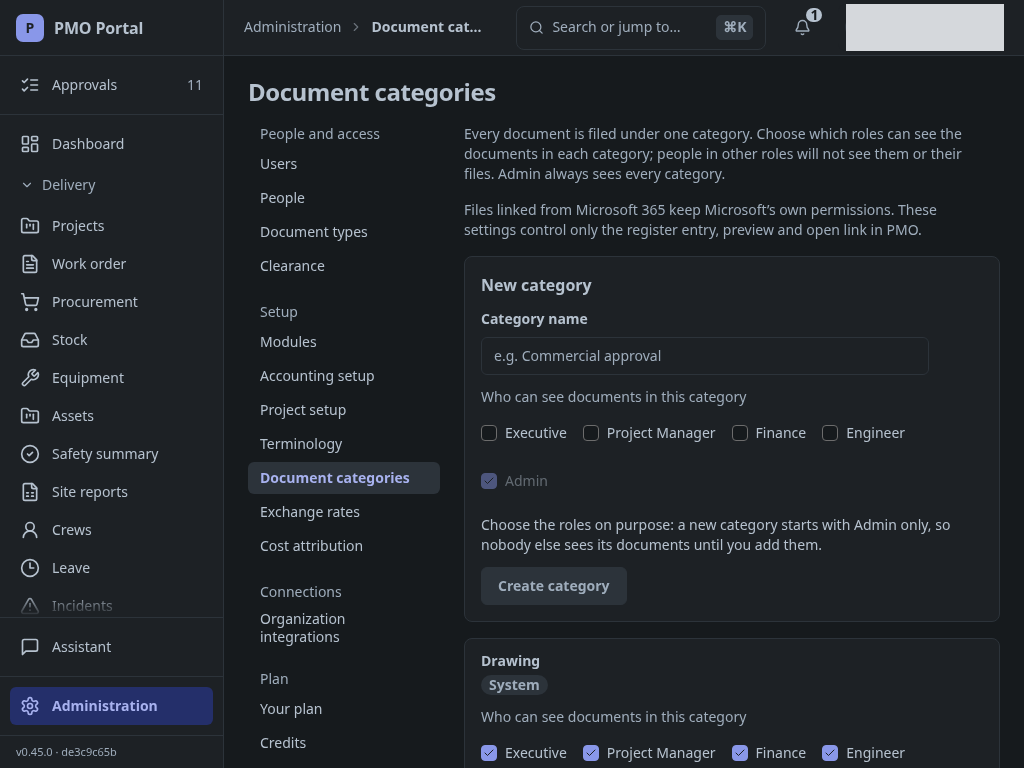 P PMO Portal
Administration > Document cat...
Search or jump to... ⌘K
1
Approvals 11
Dashboard
Delivery
Projects
Work order
Procurement
Stock
Equipment
Assets
Safety summary
Site reports
Crews
Leave
Incidents
Assistant
Administration
v0.45.0 · de3c9c65b
Document categories
People and access
Users
People
Document types
Clearance
Setup
Modules
Accounting setup
Project setup
Terminology
Document categories
Exchange rates
Cost attribution
Connections
Organization
integrations
Plan
Your plan
Credits
Every document is filed under one category. Choose which roles can see the
documents in each category; people in other roles will not see them or their
files. Admin always sees every category.
Files linked from Microsoft 365 keep Microsoft's own permissions. These
settings control only the register entry, preview and open link in PMO.
New category
Category name
e.g. Commercial approval
Who can see documents in this category
Executive Project Manager Finance Engineer
Admin
Choose the roles on purpose: a new category starts with Admin only, so
nobody else sees its documents until you add them.
Create category
Drawing
System
Who can see documents in this category
Executive Project Manager Finance Engineer